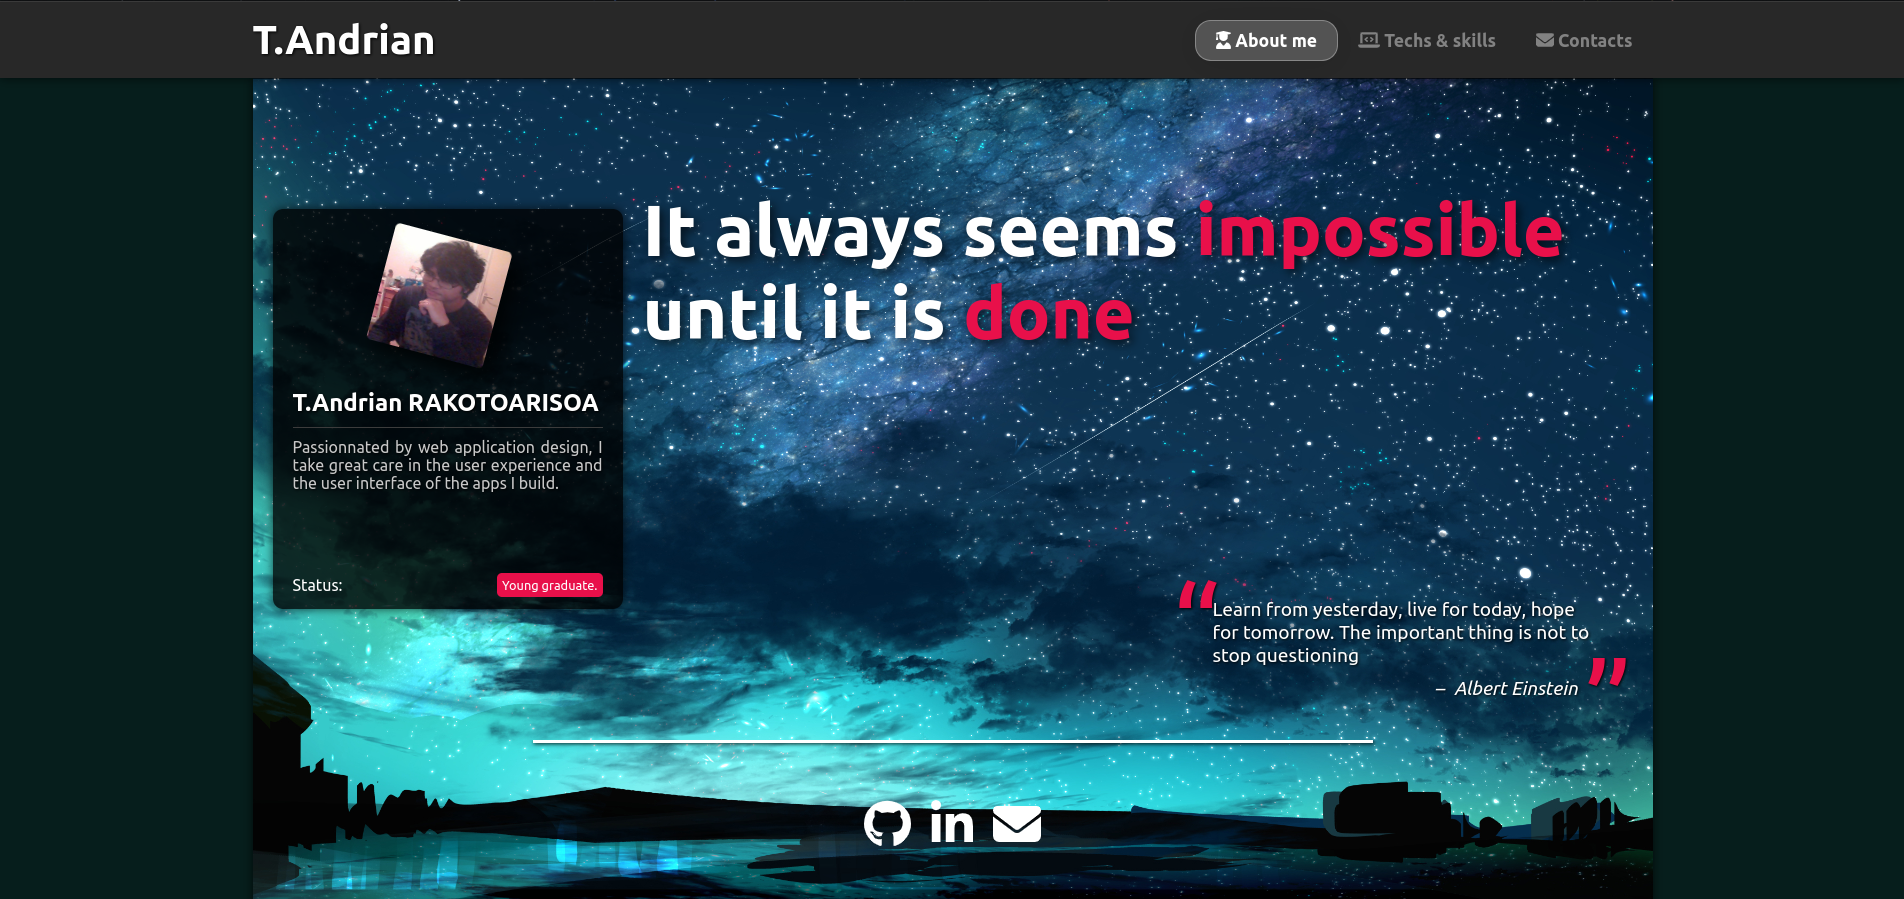 T.Andrian
About me
Techs & skills
Contacts
It always seems impossible
until it is done
T.Andrian RAKOTOARISOA
Passionnated by web application design, I
take great care in the user experience and
the user interface of the apps I build.
Status:
Young graduate.
“
Learn from yesterday, live for today, hope
for tomorrow. The important thing is not to
stop questioning
”
– Albert Einstein
in